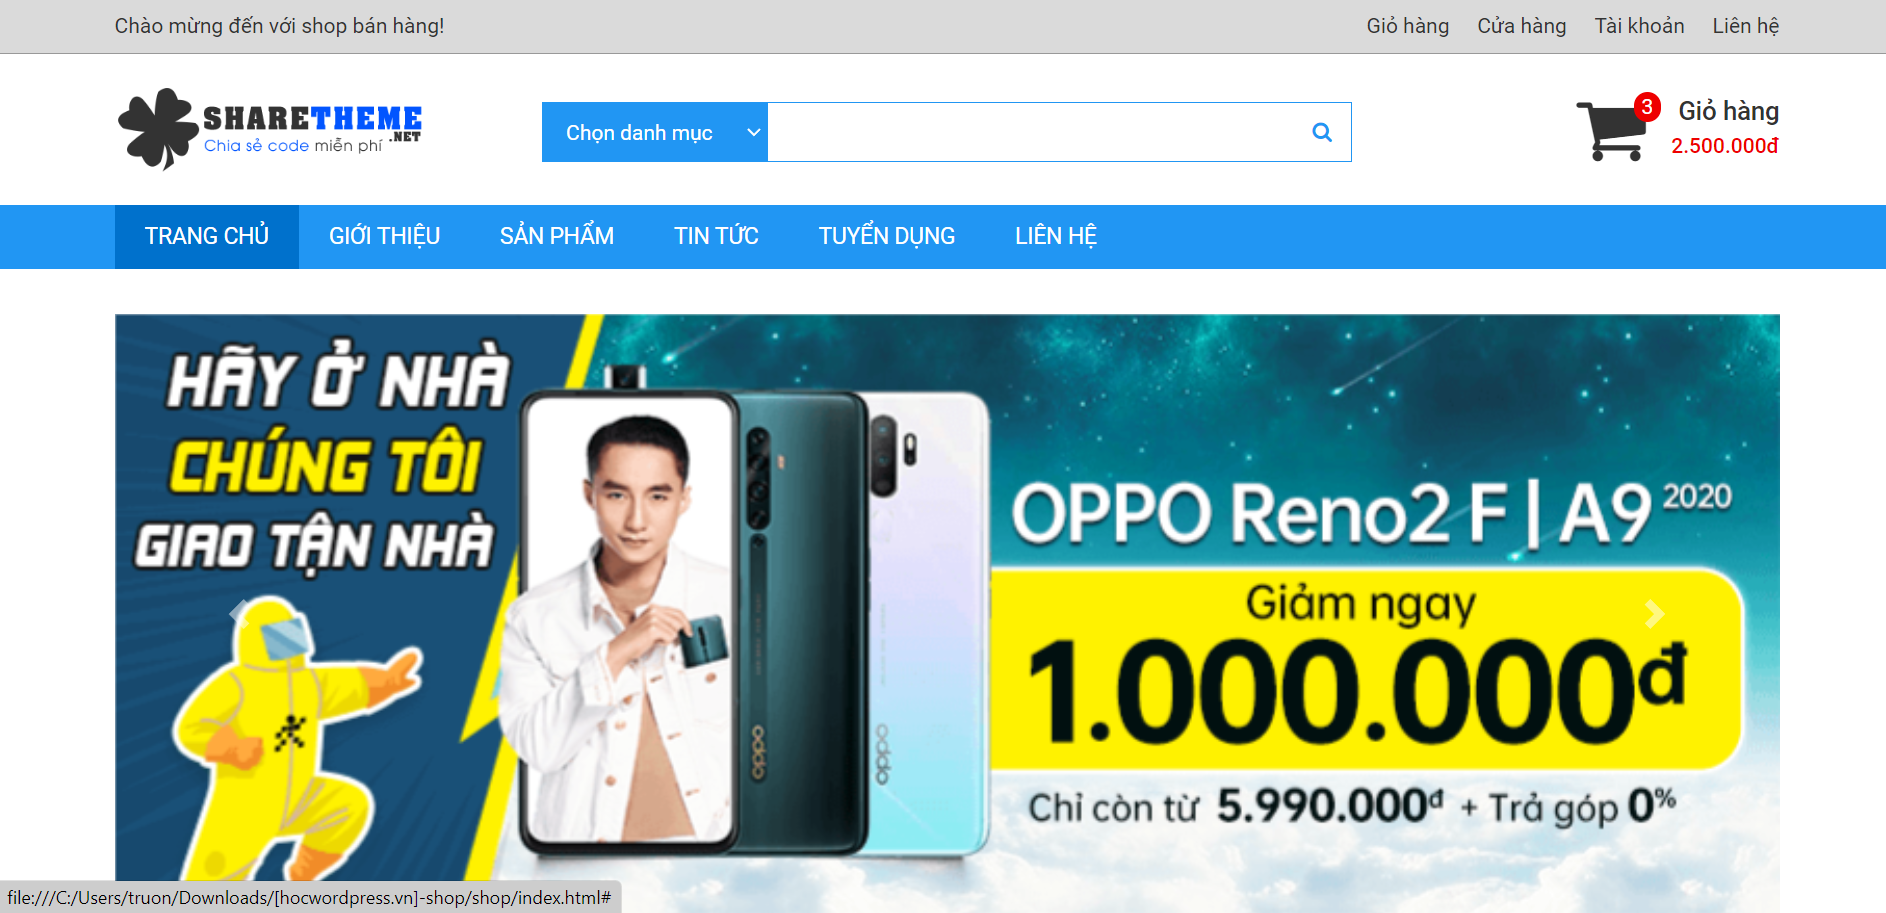 Chào mừng đến với shop bán hàng!
Giỏ hàng Cửa hàng Tài khoản Liên hệ
SHARETHEME
.NET
Chia sẻ code miễn phí
Chọn danh mục
3
Giỏ hàng
2.500.000đ
TRANG CHỦ GIỚI THIỆU SẢN PHẨM TIN TỨC TUYỂN DỤNG LIÊN HỆ
HÃY Ở NHÀ
CHÚNG TÔI
GIAO TẬN NHÀ
oppo
oppo
OPPO Reno2 F | A9 2020
Giảm ngay
1.000.000đ
Chỉ còn từ 5.990.000đ + Trả góp 0%
file:///C:/Users/truon/Downloads/[hocwordpress.vn]-shop/shop/index.html#